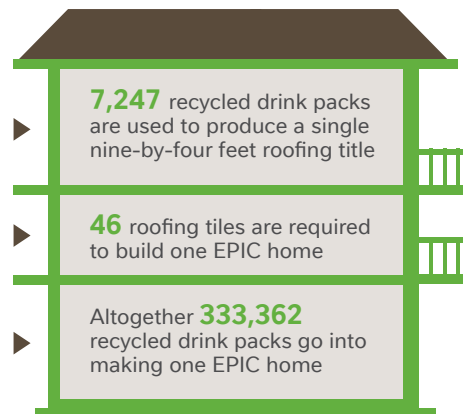 7,247 recycled drink packs
are used to produce a single
nine-by-four feet roofing title
46 roofing tiles are required
to build one EPIC home
Altogether 333,362
recycled drink packs go into
making one EPIC home